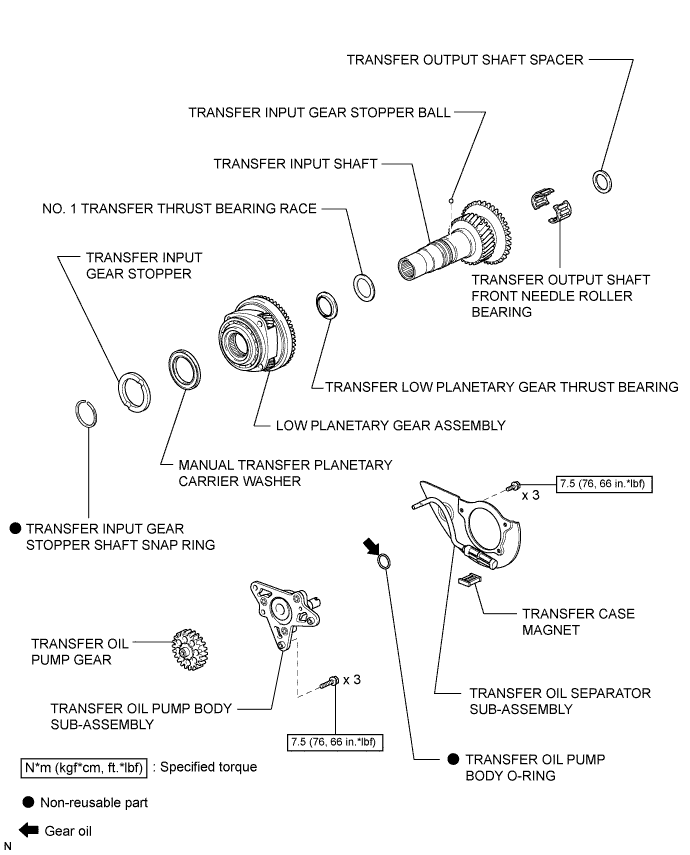 TRANSFER OUTPUT SHAFT SPACER
TRANSFER INPUT GEAR STOPPER BALL
TRANSFER INPUT SHAFT
NO. 1 TRANSFER THRUST BEARING RACE
TRANSFER INPUT
GEAR STOPPER
TRANSFER OUTPUT SHAFT
FRONT NEEDLE ROLLER
BEARING
TRANSFER LOW PLANETARY GEAR THRUST BEARING
LOW PLANETARY GEAR ASSEMBLY
MANUAL TRANSFER PLANETARY
CARRIER WASHER
7.5 (76, 66 in.*lbf)
x 3
TRANSFER INPUT GEAR
STOPPER SHAFT SNAP RING
TRANSFER CASE
MAGNET
TRANSFER OIL
PUMP GEAR
x 3
TRANSFER OIL SEPARATOR
SUB-ASSEMBLY
TRANSFER OIL PUMP BODY
SUB-ASSEMBLY
7.5 (76, 66 in.*lbf)
TRANSFER OIL PUMP
BODY O-RING
N*m (kgf*cm, ft.*lbf) : Specified torque
Non-reusable part
Gear oil
N